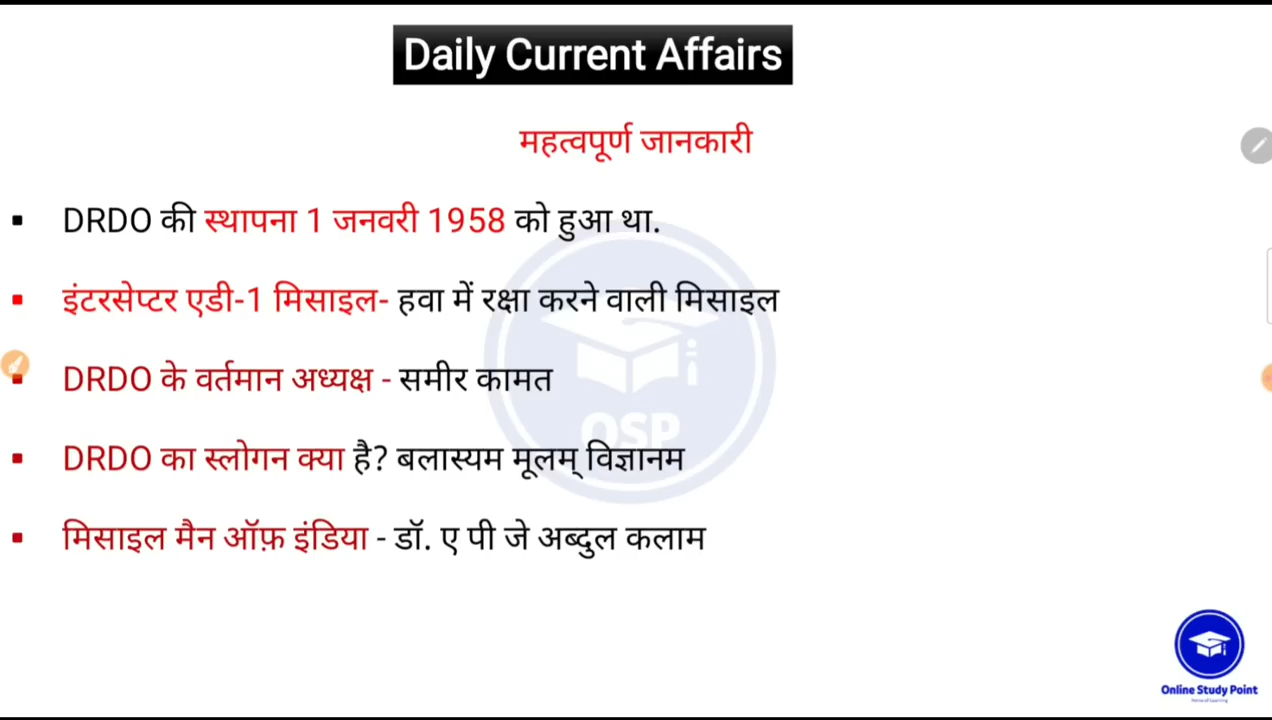 Daily Current Affairs
महत्वपूर्ण जानकारी
▪ DRDO की स्थापना 1 जनवरी 1958 को हुआ था.
▪ इंटरसेप्टर एडी-1 मिसाइल- हवा में रक्षा करने वाली मिसाइल
▪ DRDO के वर्तमान अध्यक्ष - समीर कामत
▪ DRDO का स्लोगन क्या है? बलास्यम मूलम् विज्ञानम
▪ मिसाइल मैन ऑफ़ इंडिया - डॉ. ए पी जे अब्दुल कलाम
OSP
Online Study Point